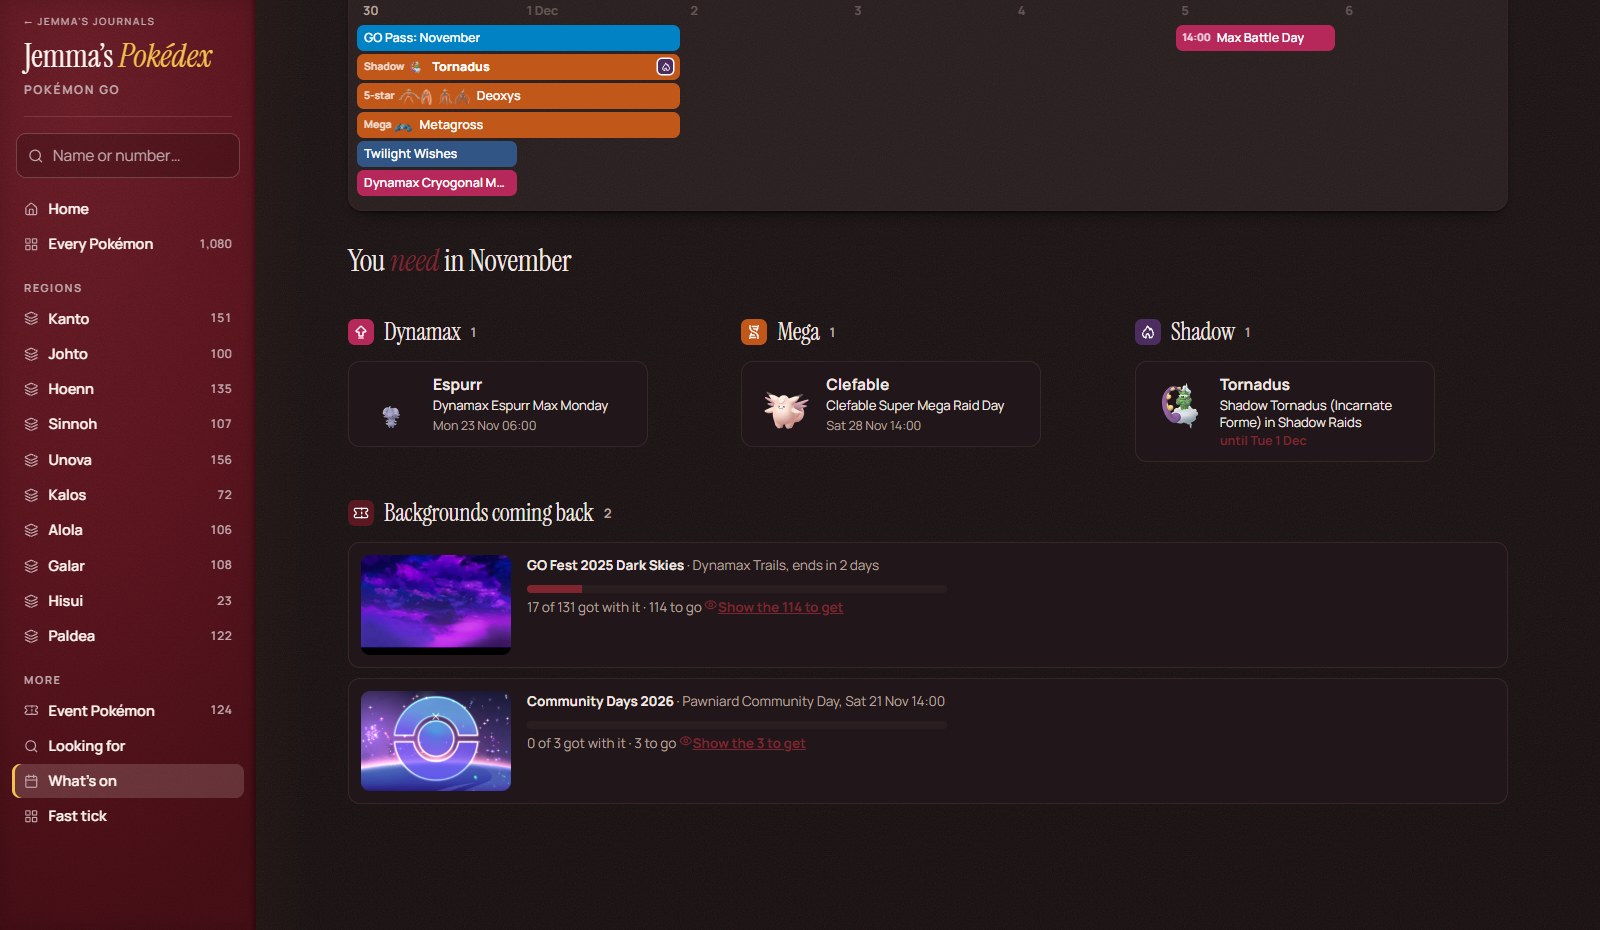 ← JEMMA'S JOURNALS
Jemma's Pokédex
POKÉMON GO
Name or number...
Home
Every Pokémon 1,080
REGIONS
Kanto 151
Johto 100
Hoenn 135
Sinnoh 107
Unova 156
Kalos 72
Alola 106
Galar 108
Hisui 23
Paldea 122
MORE
Event Pokémon 124
Looking for
What's on
Fast tick
30 1 Dec 2 3 4 5 6
GO Pass: November
14:00 Max Battle Day
Shadow Tornadus
5-star Deoxys
Mega Metagross
Twilight Wishes
Dynamax Cryogonal M...
You need in November
Dynamax 1
Espurr
Dynamax Espurr Max Monday
Mon 23 Nov 06:00
Mega 1
Clefable
Clefable Super Mega Raid Day
Sat 28 Nov 14:00
Shadow 1
Tornadus
Shadow Tornadus (Incarnate
Forme) in Shadow Raids
until Tue 1 Dec
Backgrounds coming back 2
GO Fest 2025 Dark Skies · Dynamax Trails, ends in 2 days
17 of 131 got with it · 114 to go Show the 114 to get
Community Days 2026 · Pawniard Community Day, Sat 21 Nov 14:00
0 of 3 got with it · 3 to go Show the 3 to get